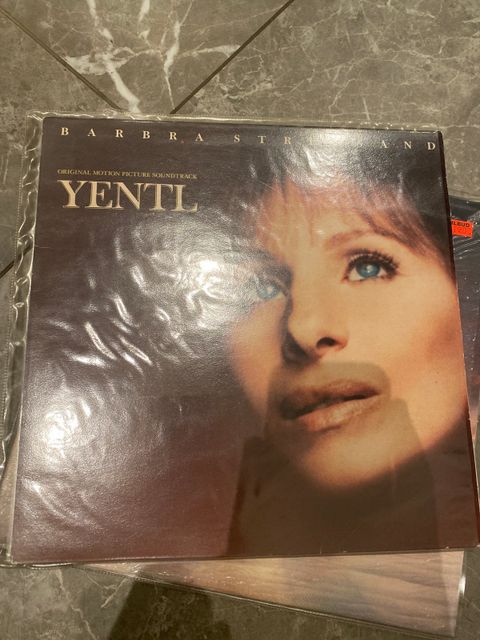 BARBRA STREISAND
ORIGINAL MOTION PICTURE SOUNDTRACK
YENTL